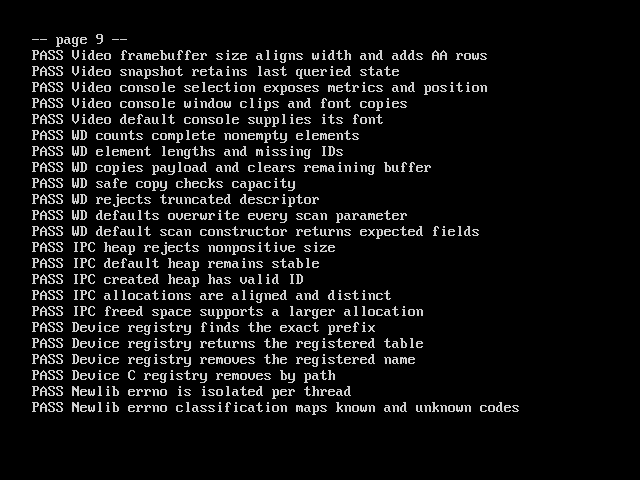 -- page 9 --
PASS Video framebuffer size aligns width and adds AA rows
PASS Video snapshot retains last queried state
PASS Video console selection exposes metrics and position
PASS Video console window clips and font copies
PASS Video default console supplies its font
PASS WD counts complete nonempty elements
PASS WD element lengths and missing IDs
PASS WD copies payload and clears remaining buffer
PASS WD safe copy checks capacity
PASS WD rejects truncated descriptor
PASS WD defaults overwrite every scan parameter
PASS WD default scan constructor returns expected fields
PASS IPC heap rejects nonpositive size
PASS IPC default heap remains stable
PASS IPC created heap has valid ID
PASS IPC allocations are aligned and distinct
PASS IPC freed space supports a larger allocation
PASS Device registry finds the exact prefix
PASS Device registry returns the registered table
PASS Device registry removes the registered name
PASS Device C registry removes by path
PASS Newlib errno is isolated per thread
PASS Newlib errno classification maps known and unknown codes